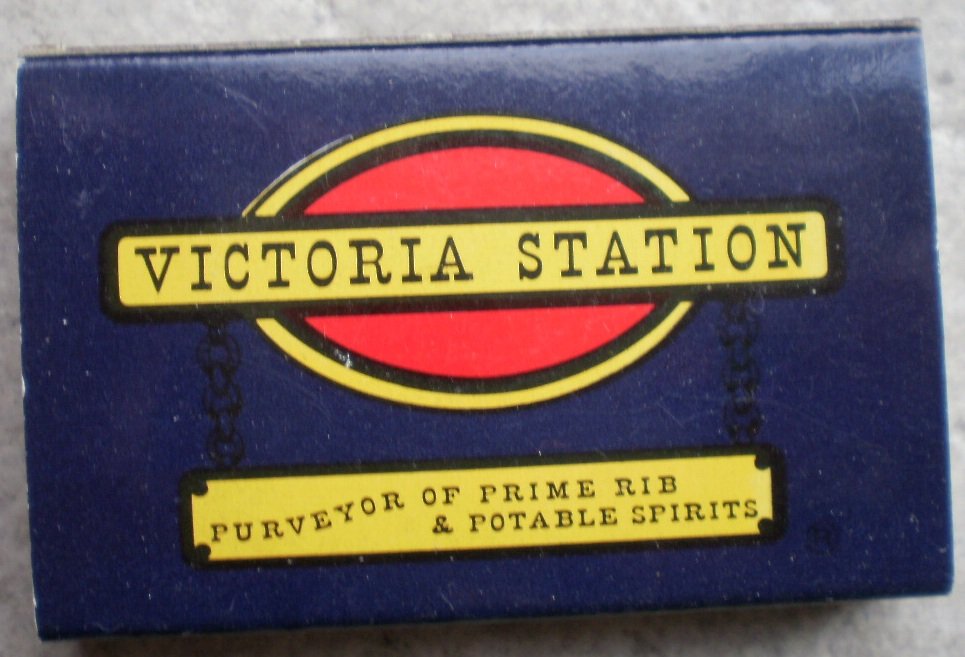 VICTORIA STATION
PURVEYOR OF PRIME RIB
& POTABLE SPIRITS